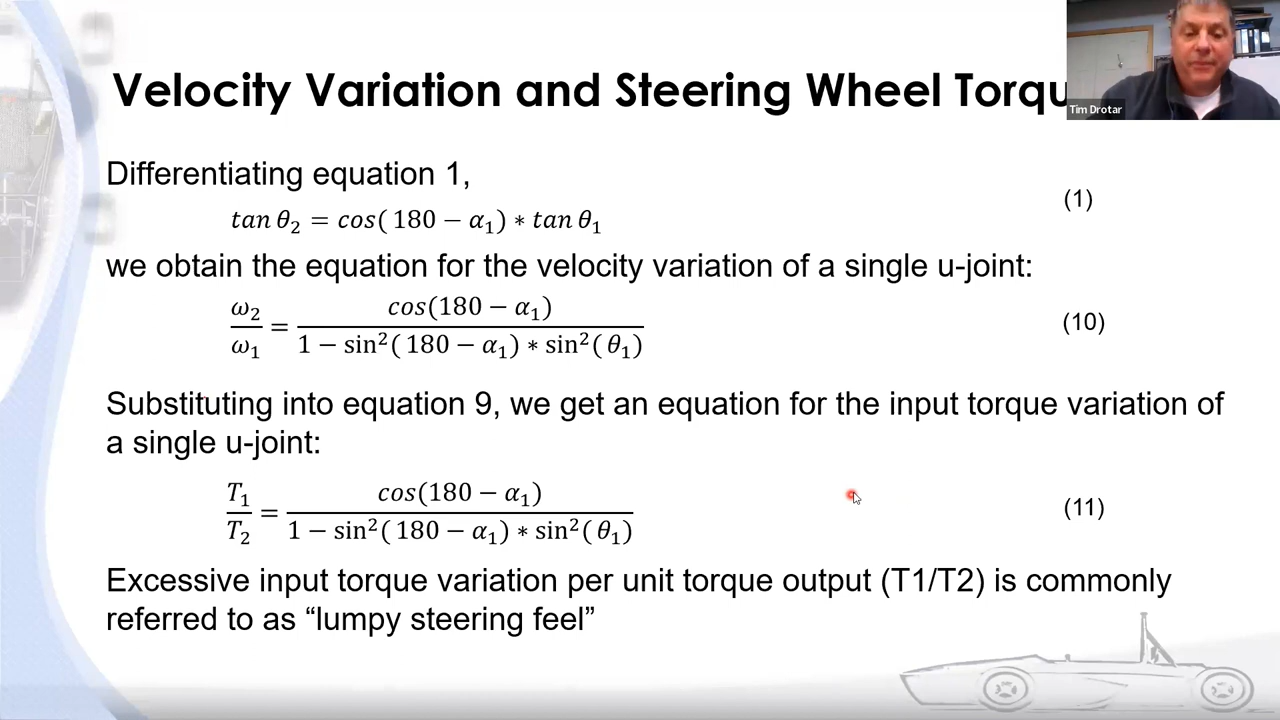 Velocity Variation and Steering Wheel Torqu
Tim Drotar
Differentiating equation 1,
tan θ₂ = cos( 180 − α₁) ∗ tan θ₁
(1)
we obtain the equation for the velocity variation of a single u-joint:
ω₂/ω₁ = cos(180 − α₁) / 1 − sin²( 180 − α₁) ∗ sin²( θ₁)
(10)
Substituting into equation 9, we get an equation for the input torque variation of
a single u-joint:
T₁/T₂ = cos(180 − α₁) / 1 − sin²( 180 − α₁) ∗ sin²( θ₁)
(11)
Excessive input torque variation per unit torque output (T1/T2) is commonly
referred to as “lumpy steering feel”